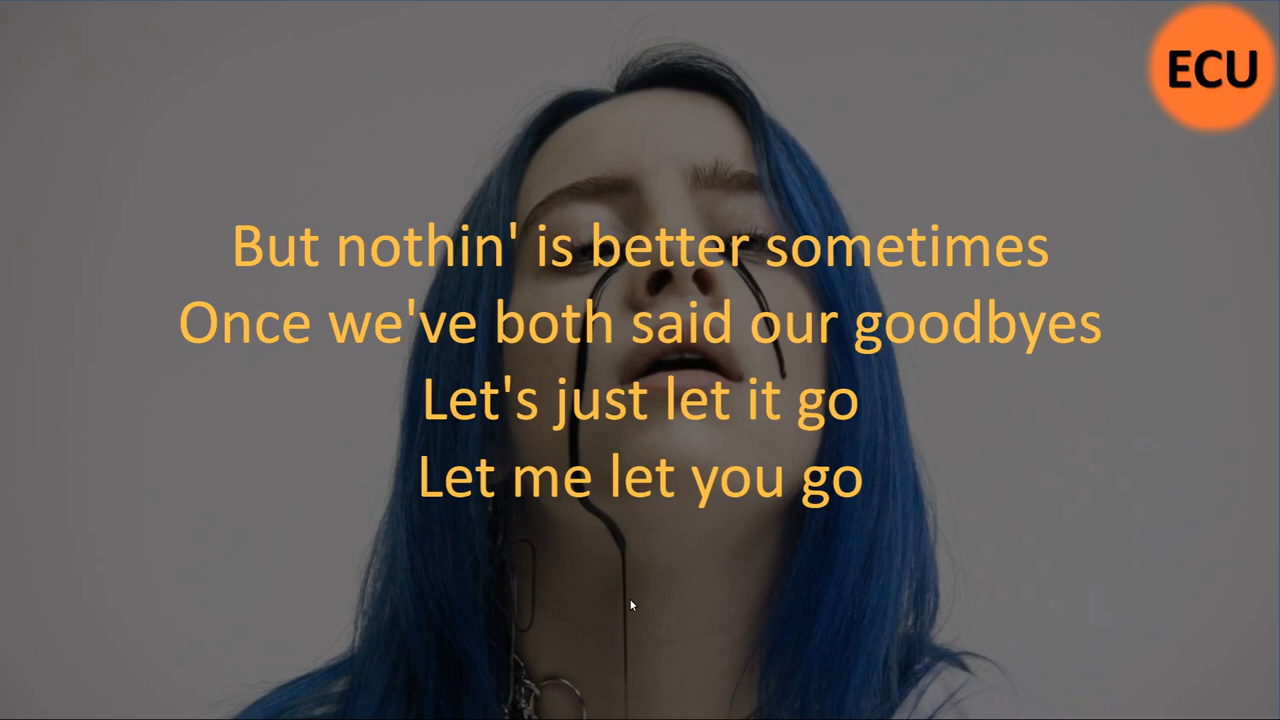 ECU
But nothin' is better sometimes
Once we've both said our goodbyes
Let's just let it go
Let me let you go